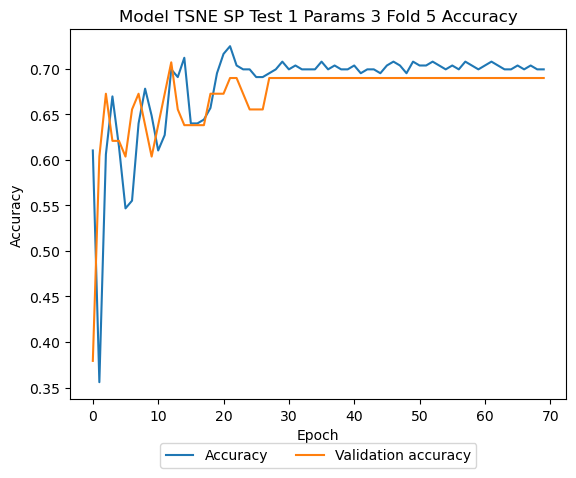 Model TSNE SP Test 1 Params 3 Fold 5 Accuracy
Accuracy
0.70
0.65
0.60
0.55
0.50
0.45
0.40
0.35
0 10 20 30 40 50 60 70
Epoch
Accuracy Validation accuracy